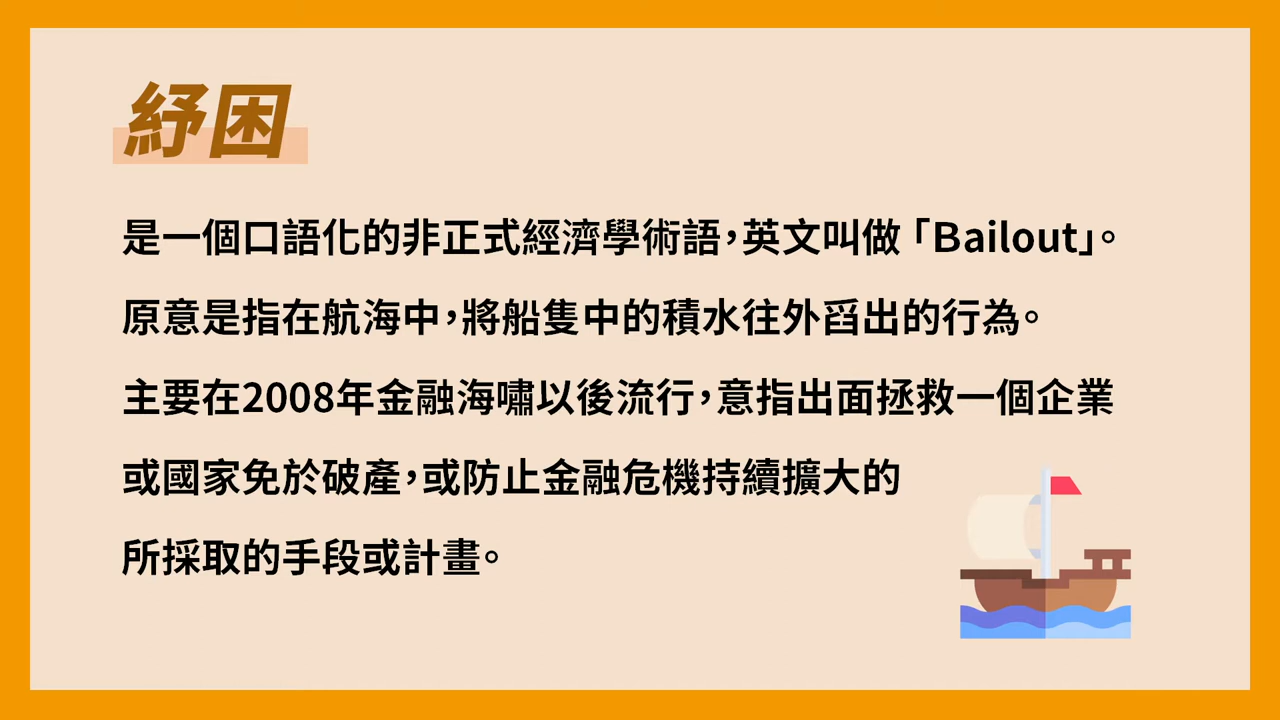 紓困
是一個口語化的非正式經濟學術語，英文叫做「Bailout」。
原意是指在航海中，將船隻中的積水往外舀出的行為。
主要在2008年金融海嘯以後流行，意指出面拯救一個企業
或國家免於破產，或防止金融危機持續擴大的
所採取的手段或計畫。